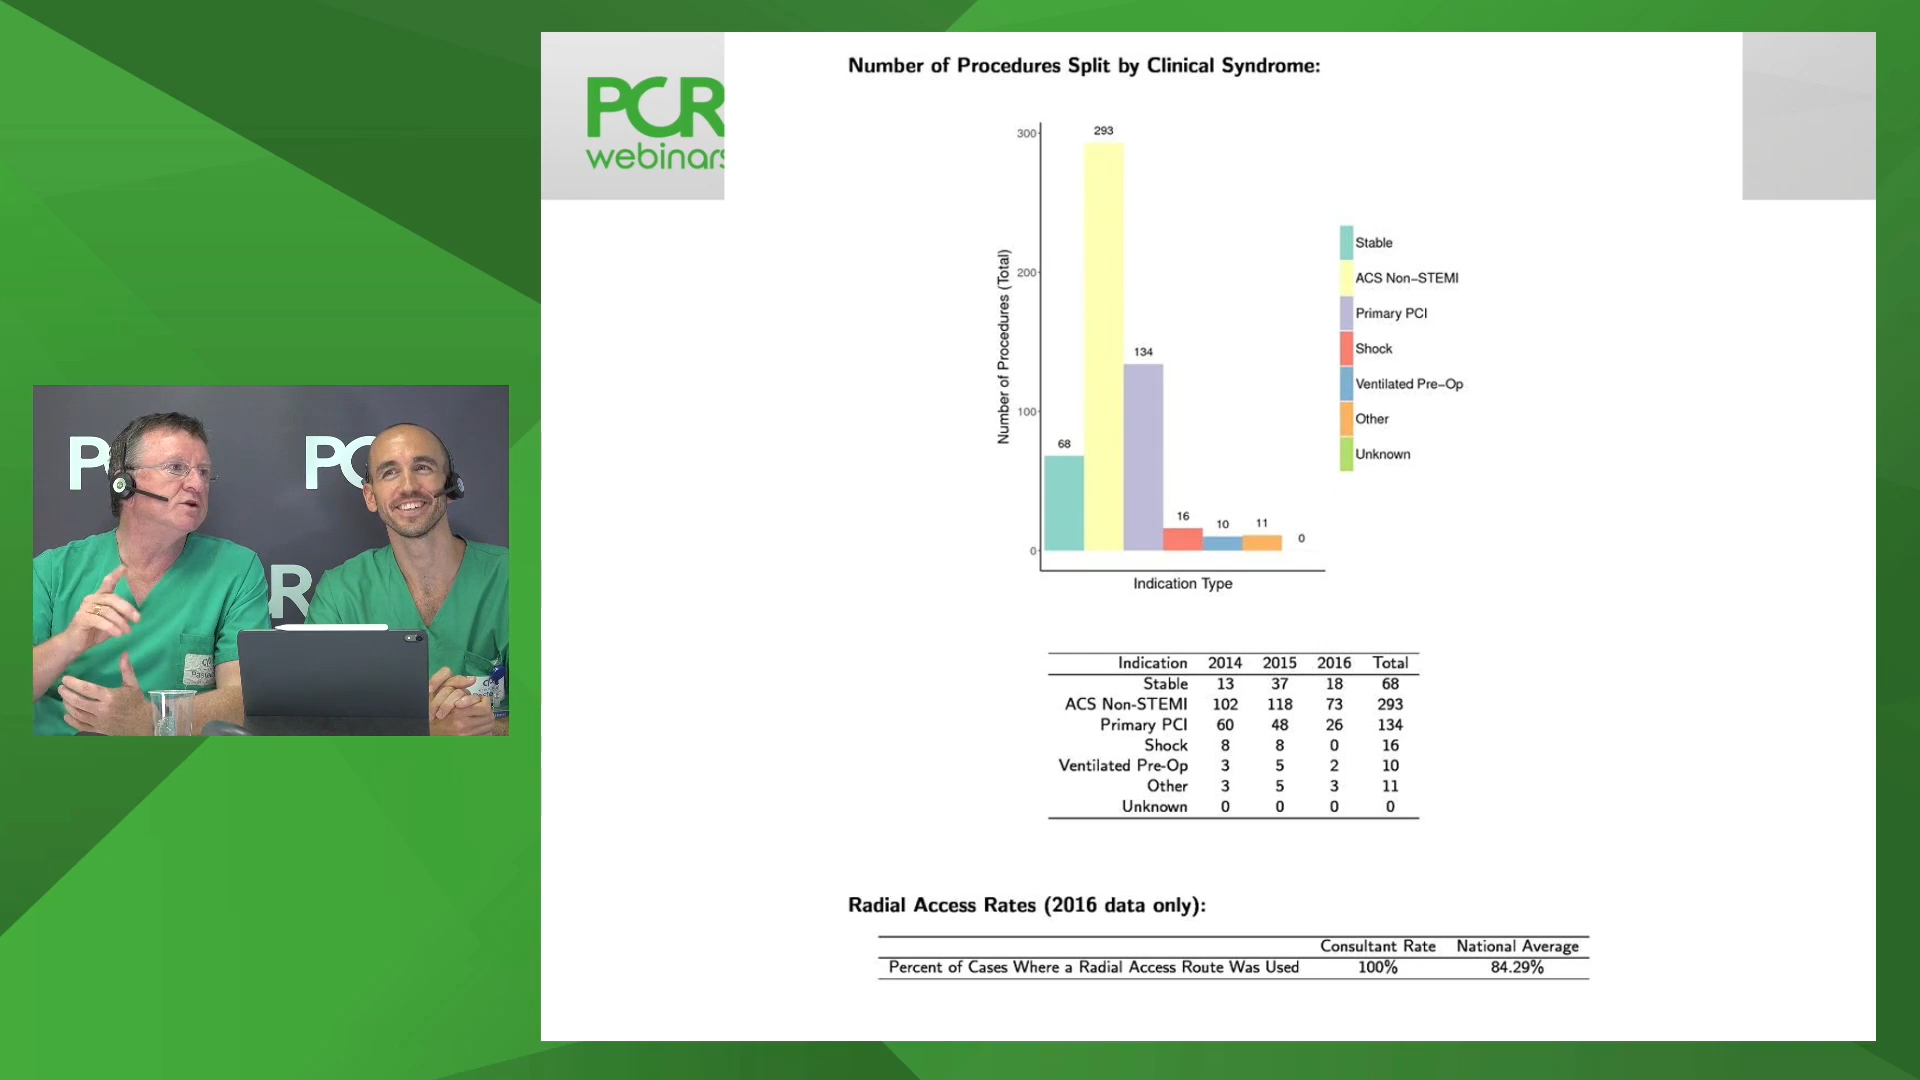 PCR
webinars
Number of Procedures Split by Clinical Syndrome:
Number of Procedures (Total)
300
200
100
0
68
293
134
16
10
11
0
Indication Type
Stable
ACS Non-STEMI
Primary PCI
Shock
Ventilated Pre-Op
Other
Unknown
Indication 2014 2015 2016 Total
Stable 13 37 18 68
ACS Non-STEMI 102 118 73 293
Primary PCI 60 48 26 134
Shock 8 8 0 16
Ventilated Pre-Op 3 5 2 10
Other 3 5 3 11
Unknown 0 0 0 0
Radial Access Rates (2016 data only):
Consultant Rate National Average
Percent of Cases Where a Radial Access Route Was Used 100% 84.29%